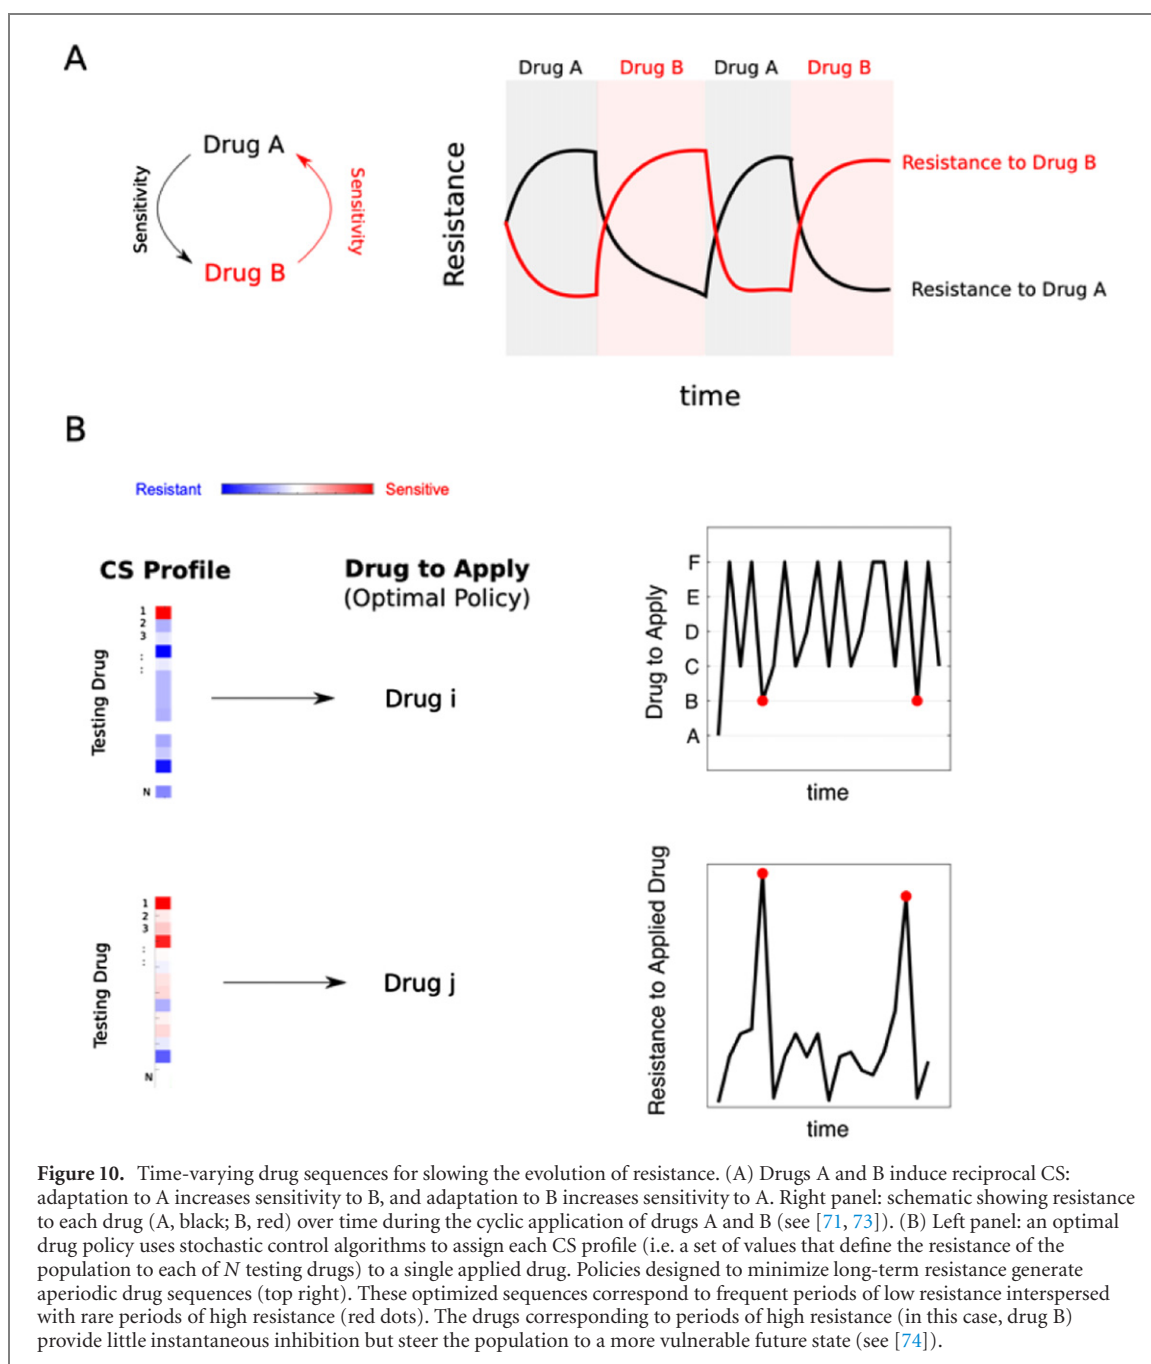 A
Drug A
Drug B
Drug A
Drug B
Drug A
Sensitivity
Sensitivity
Drug B
Resistance
Resistance to Drug B
Resistance to Drug A
time
B
Resistant
Sensitive
CS Profile
Drug to Apply
(Optimal Policy)
Testing Drug
1
2
3
:
:
N
Drug i
Drug to Apply
F
E
D
C
B
A
time
Testing Drug
1
2
3
:
:
N
Drug j
Resistance to Applied Drug
time
Figure 10. Time-varying drug sequences for slowing the evolution of resistance. (A) Drugs A and B induce reciprocal CS:
adaptation to A increases sensitivity to B, and adaptation to B increases sensitivity to A. Right panel: schematic showing resistance
to each drug (A, black; B, red) over time during the cyclic application of drugs A and B (see [71, 73]). (B) Left panel: an optimal
drug policy uses stochastic control algorithms to assign each CS profile (i.e. a set of values that define the resistance of the
population to each of N testing drugs) to a single applied drug. Policies designed to minimize long-term resistance generate
aperiodic drug sequences (top right). These optimized sequences correspond to frequent periods of low resistance interspersed
with rare periods of high resistance (red dots). The drugs corresponding to periods of high resistance (in this case, drug B)
provide little instantaneous inhibition but steer the population to a more vulnerable future state (see [74]).